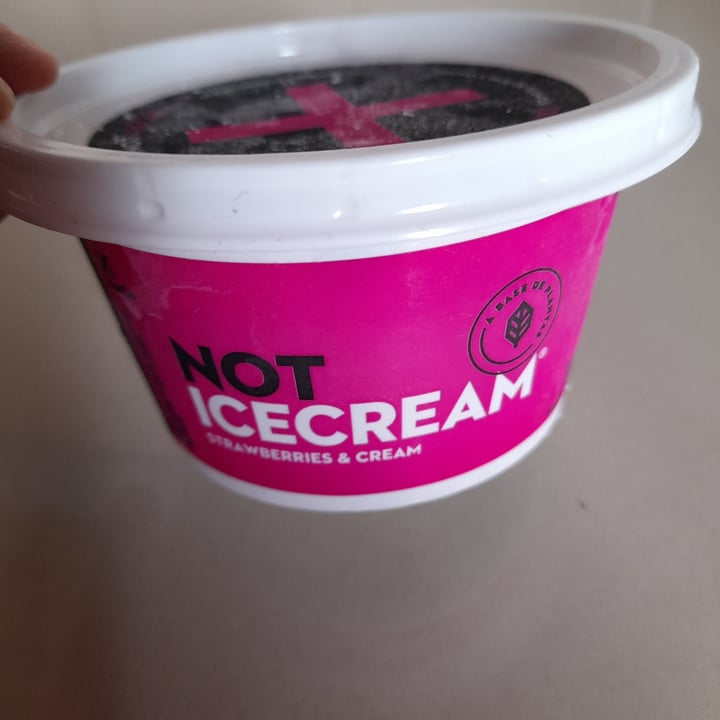 A BASE DE PLANTAS
NOT
ICECREAM®
STRAWBERRIES & CREAM